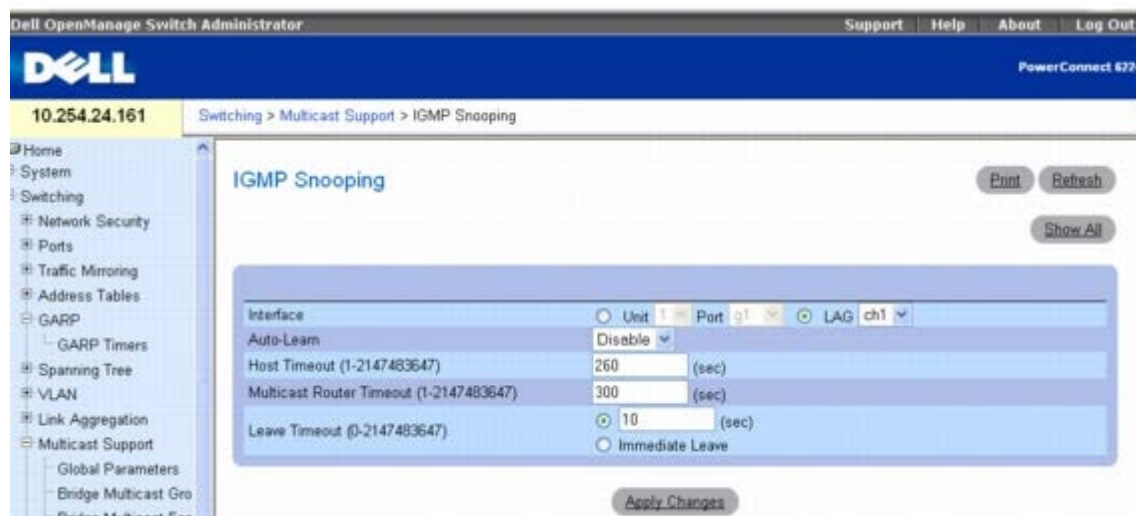 Dell OpenManage Switch Administrator Support Help About Log Out
DELL
PowerConnect 622
10.254.24.161
Switching > Multicast Support > IGMP Snooping
Home
System
Switching
Network Security
Ports
Traffic Mirroring
Address Tables
GARP
GARP Timers
Spanning Tree
VLAN
Link Aggregation
Multicast Support
Global Parameters
Bridge Multicast Gro
IGMP Snooping
Print Refresh
Show All
Interface Unit 1 Port g1 LAG ch1
Auto-Learn Disable
Host Timeout (1-2147483647) 260 (sec)
Multicast Router Timeout (1-2147483647) 300 (sec)
Leave Timeout (0-2147483647) 10 (sec)
Immediate Leave
Apply Changes